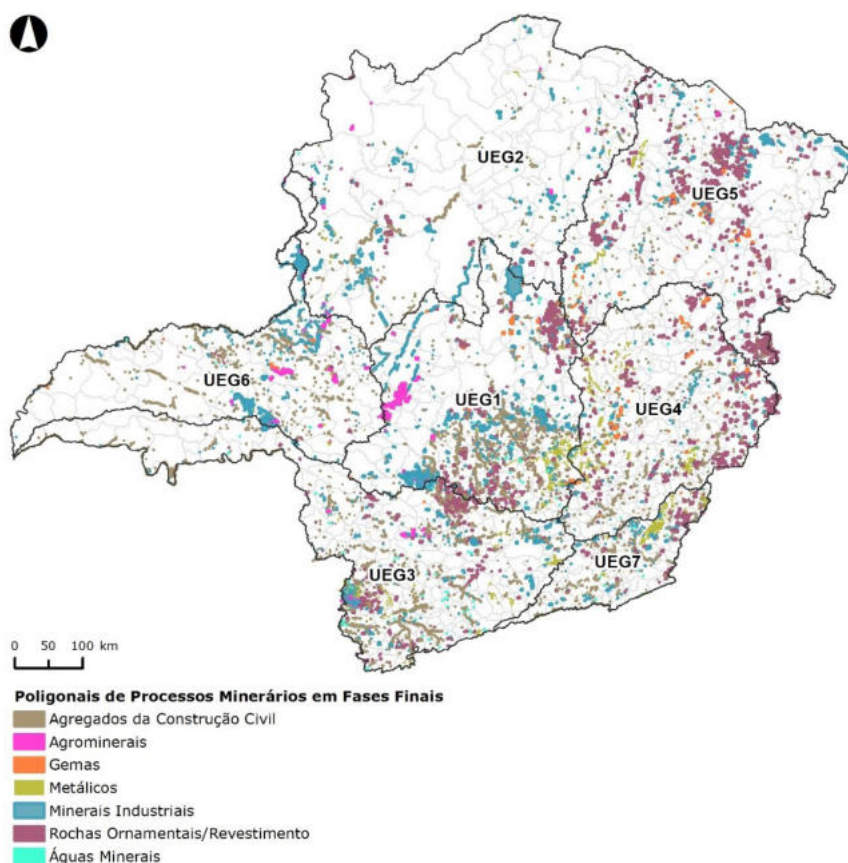 UEG2
UEG5
UEG6
UEG1
UEG4
UEG3
UEG7
0 50 100 km
Poligonais de Processos Minerários em Fases Finais
Agregados da Construção Civil
Agrominerais
Gemas
Metálicos
Minerais Industriais
Rochas Ornamentais/Revestimento
Águas Minerais